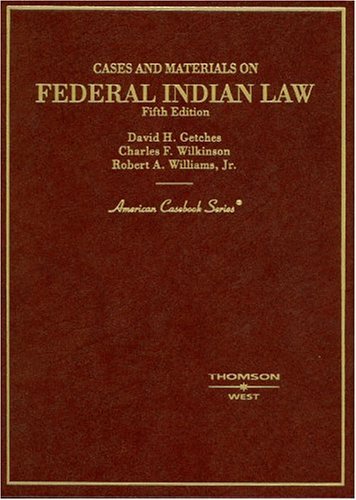 CASES AND MATERIALS ON
FEDERAL INDIAN LAW
Fifth Edition
David H. Getches
Charles F. Wilkinson
Robert A. Williams, Jr.
American Casebook Series®
THOMSON
WEST